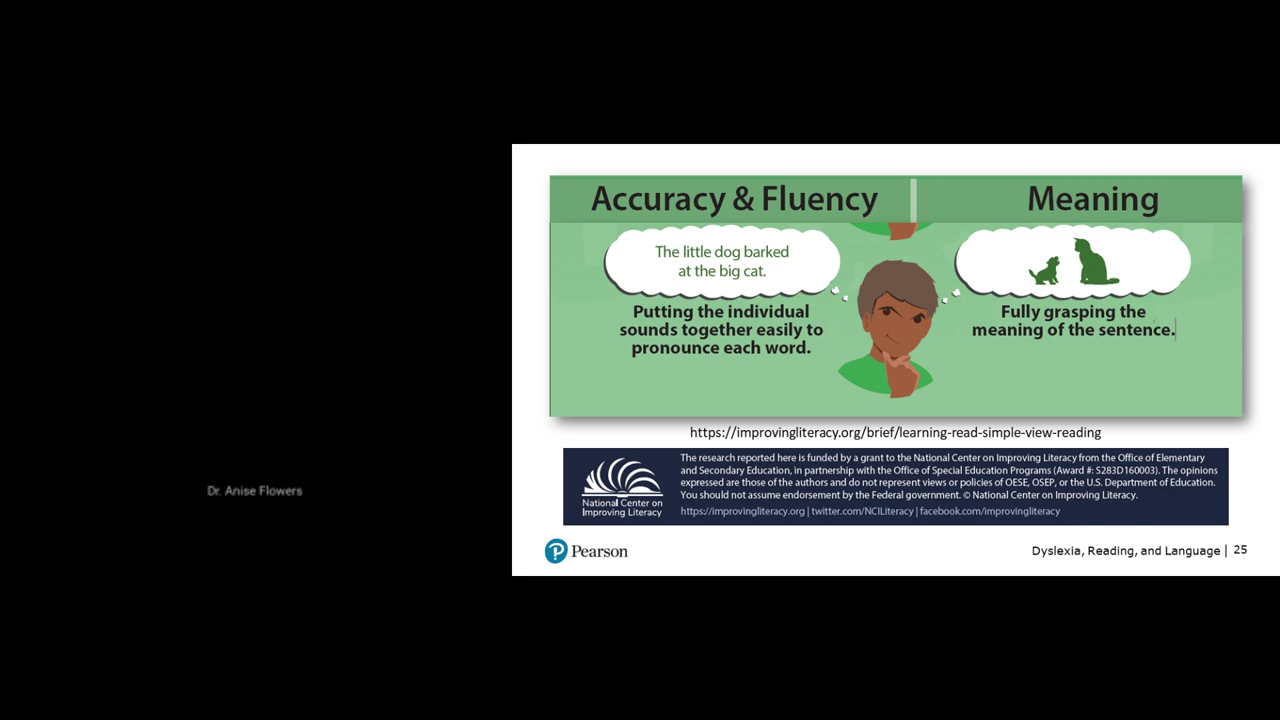 Dr. Anise Flowers
Accuracy & Fluency
Meaning
The little dog barked
at the big cat.
Putting the individual
sounds together easily to
pronounce each word.
Fully grasping the
meaning of the sentence.
https://improvingliteracy.org/brief/learning-read-simple-view-reading
National Center on
Improving Literacy
The research reported here is funded by a grant to the National Center on Improving Literacy from the Office of Elementary
and Secondary Education, in partnership with the Office of Special Education Programs (Award #: S283D160003). The opinions
expressed are those of the authors and do not represent views or policies of OESE, OSEP, or the U.S. Department of Education.
You should not assume endorsement by the Federal government. © National Center on Improving Literacy.
https://improvingliteracy.org | twitter.com/NCILiteracy | facebook.com/improvingliteracy
Pearson
Dyslexia, Reading, and Language | 25